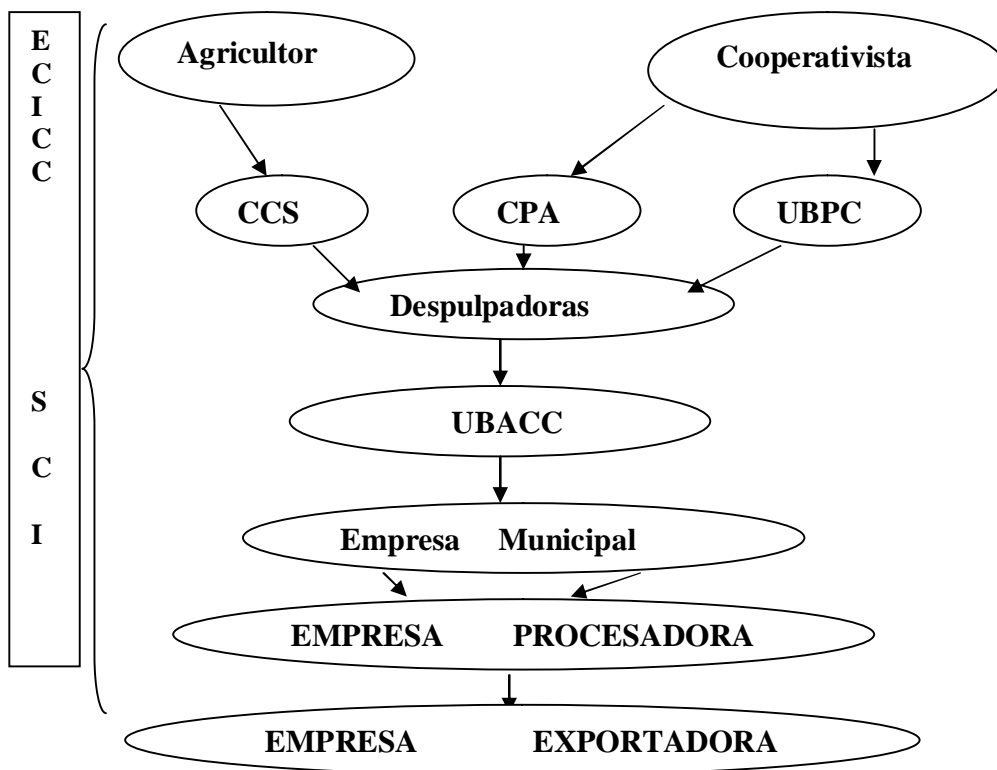 E
C
I
C
C
S
C
I
Agricultor
Cooperativista
CCS
CPA
UBPC
Despulpadoras
UBACC
Empresa Municipal
EMPRESA PROCESADORA
EMPRESA EXPORTADORA